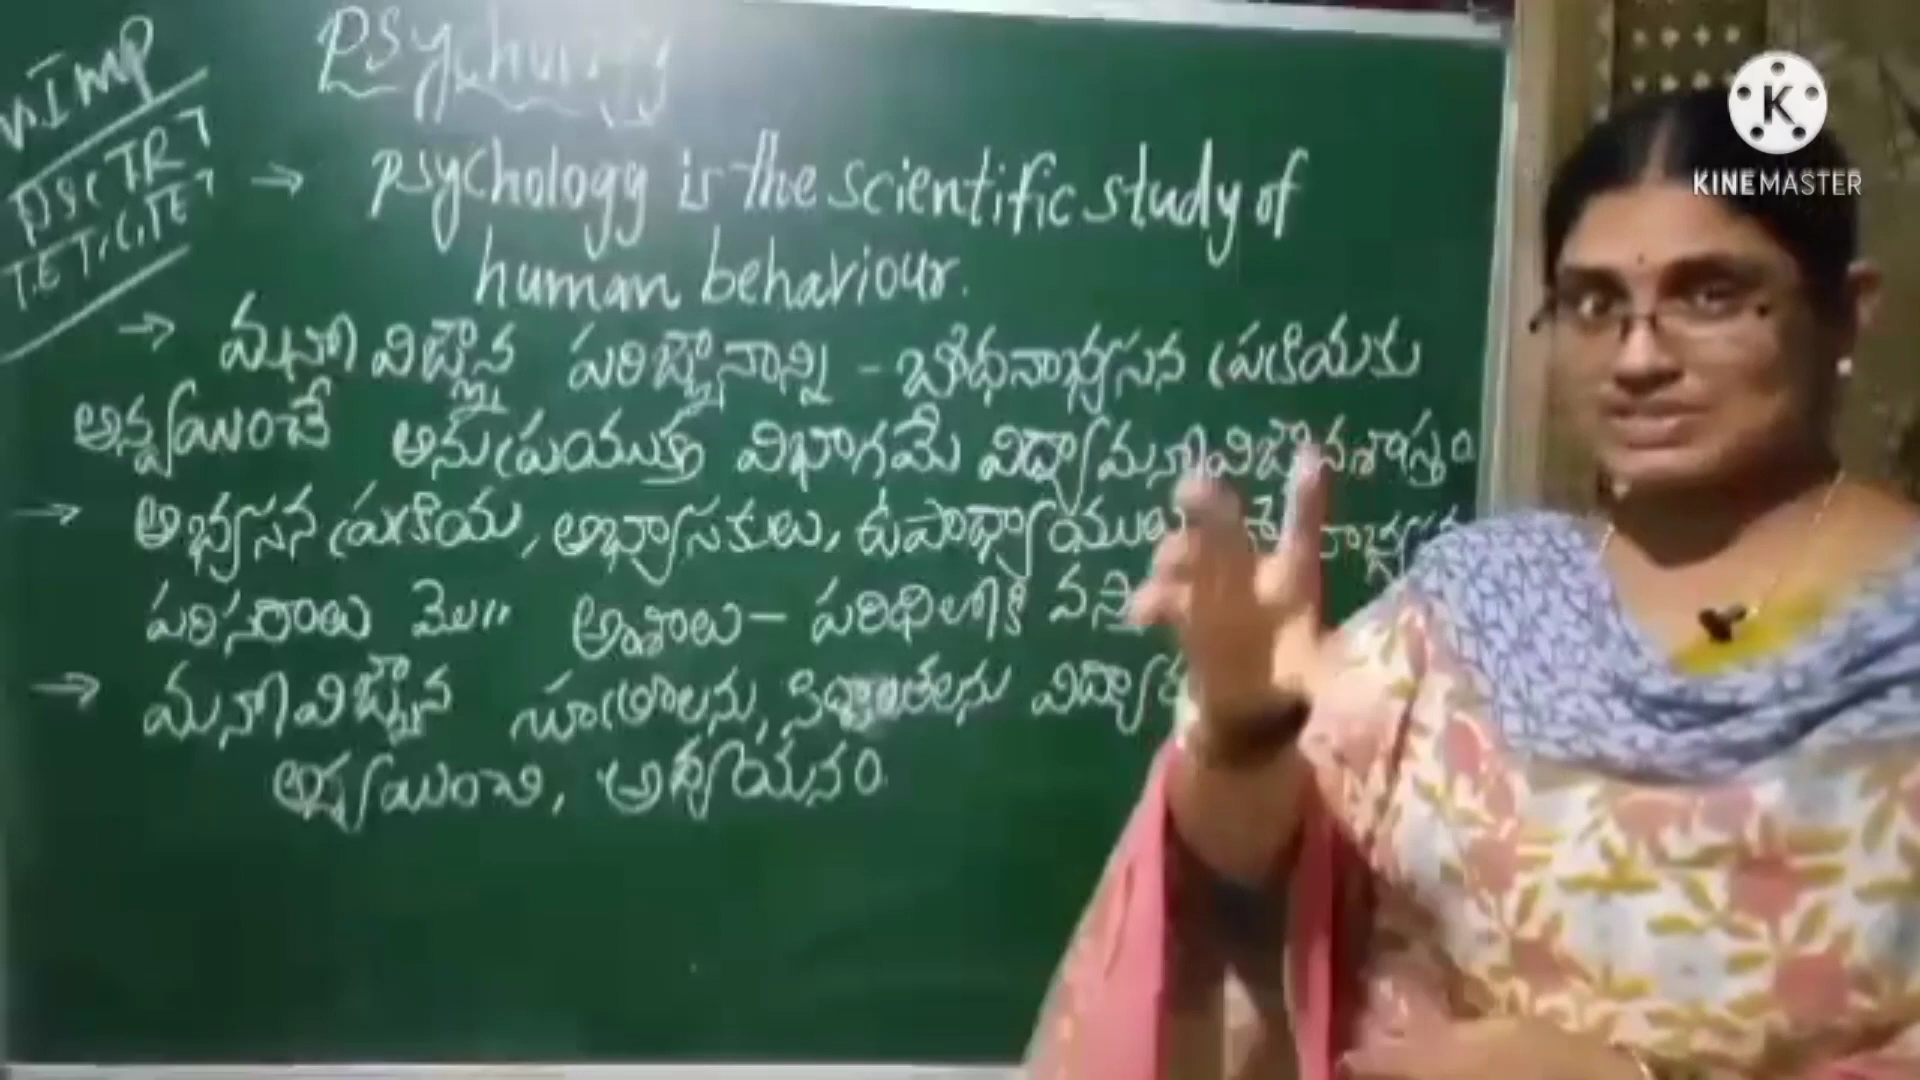 Psychology
V.Imp
DSC TRT
TET
KINEMASTER
→ psychology is the scientific study of
human behaviour.
→ మనో విజ్ఞాన పరిజ్ఞానాన్ని - బోధనాభ్యసన ప్రక్రియకు
అన్వయించే అనుప్రయుక్త విభాగమే విద్యా మనోవిజ్ఞానశాస్త్రం
→ అభ్యసన ప్రక్రియ, అభ్యాసకులు, ఉపాధ్యాయులు
పరిసరాలు మొ॥ అంశాలు - పరిధిలోకి
→ మనోవిజ్ఞాన సూత్రాలను, సిద్ధాంతలను
అన్వయించి, అధ్యయనం.